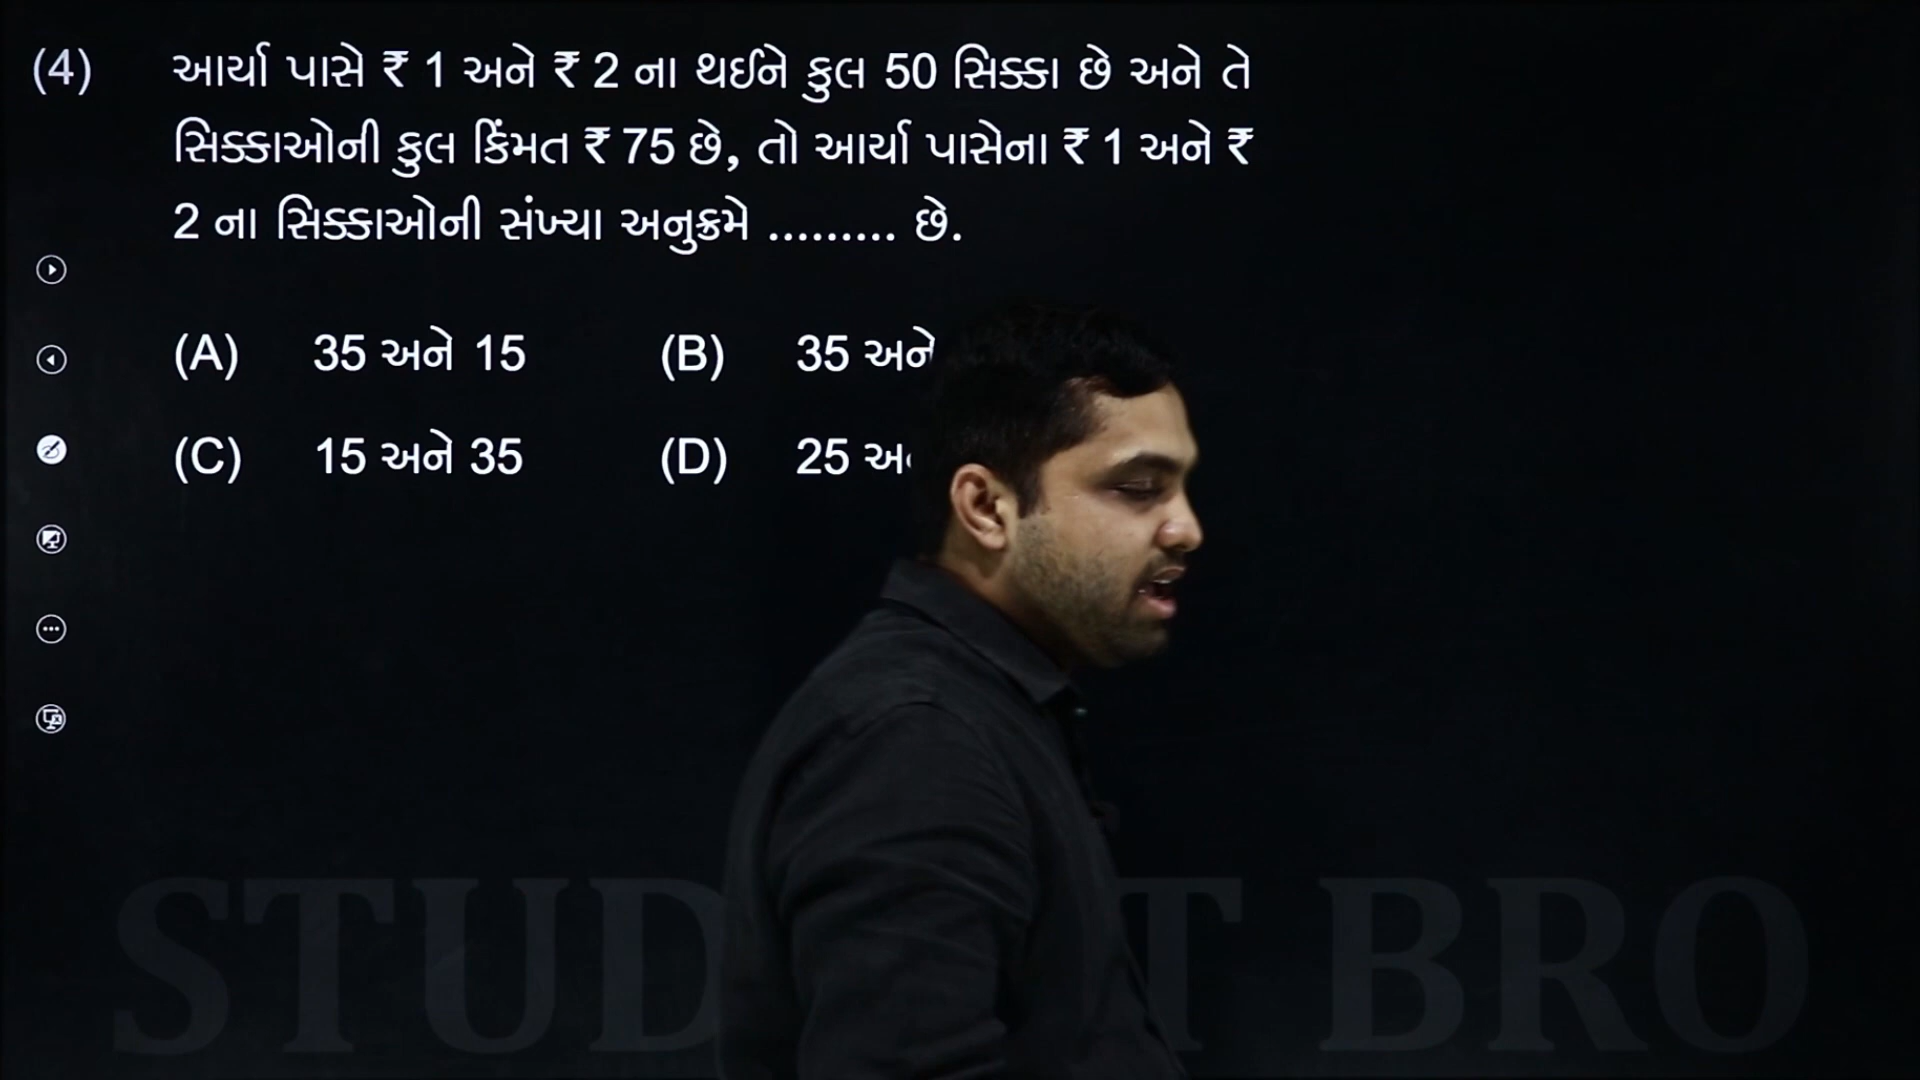 (4) આર્યા પાસે ₹ 1 અને ₹ 2 ના થઈને કુલ 50 સિક્કા છે અને તે
સિક્કાઓની કુલ કિંમત ₹ 75 છે, તો આર્યા પાસેના ₹ 1 અને ₹
2 ના સિક્કાઓની સંખ્યા અનુક્રમે ......... છે.
(A) 35 અને 15 (B) 35 અને
(C) 15 અને 35 (D) 25
BRO